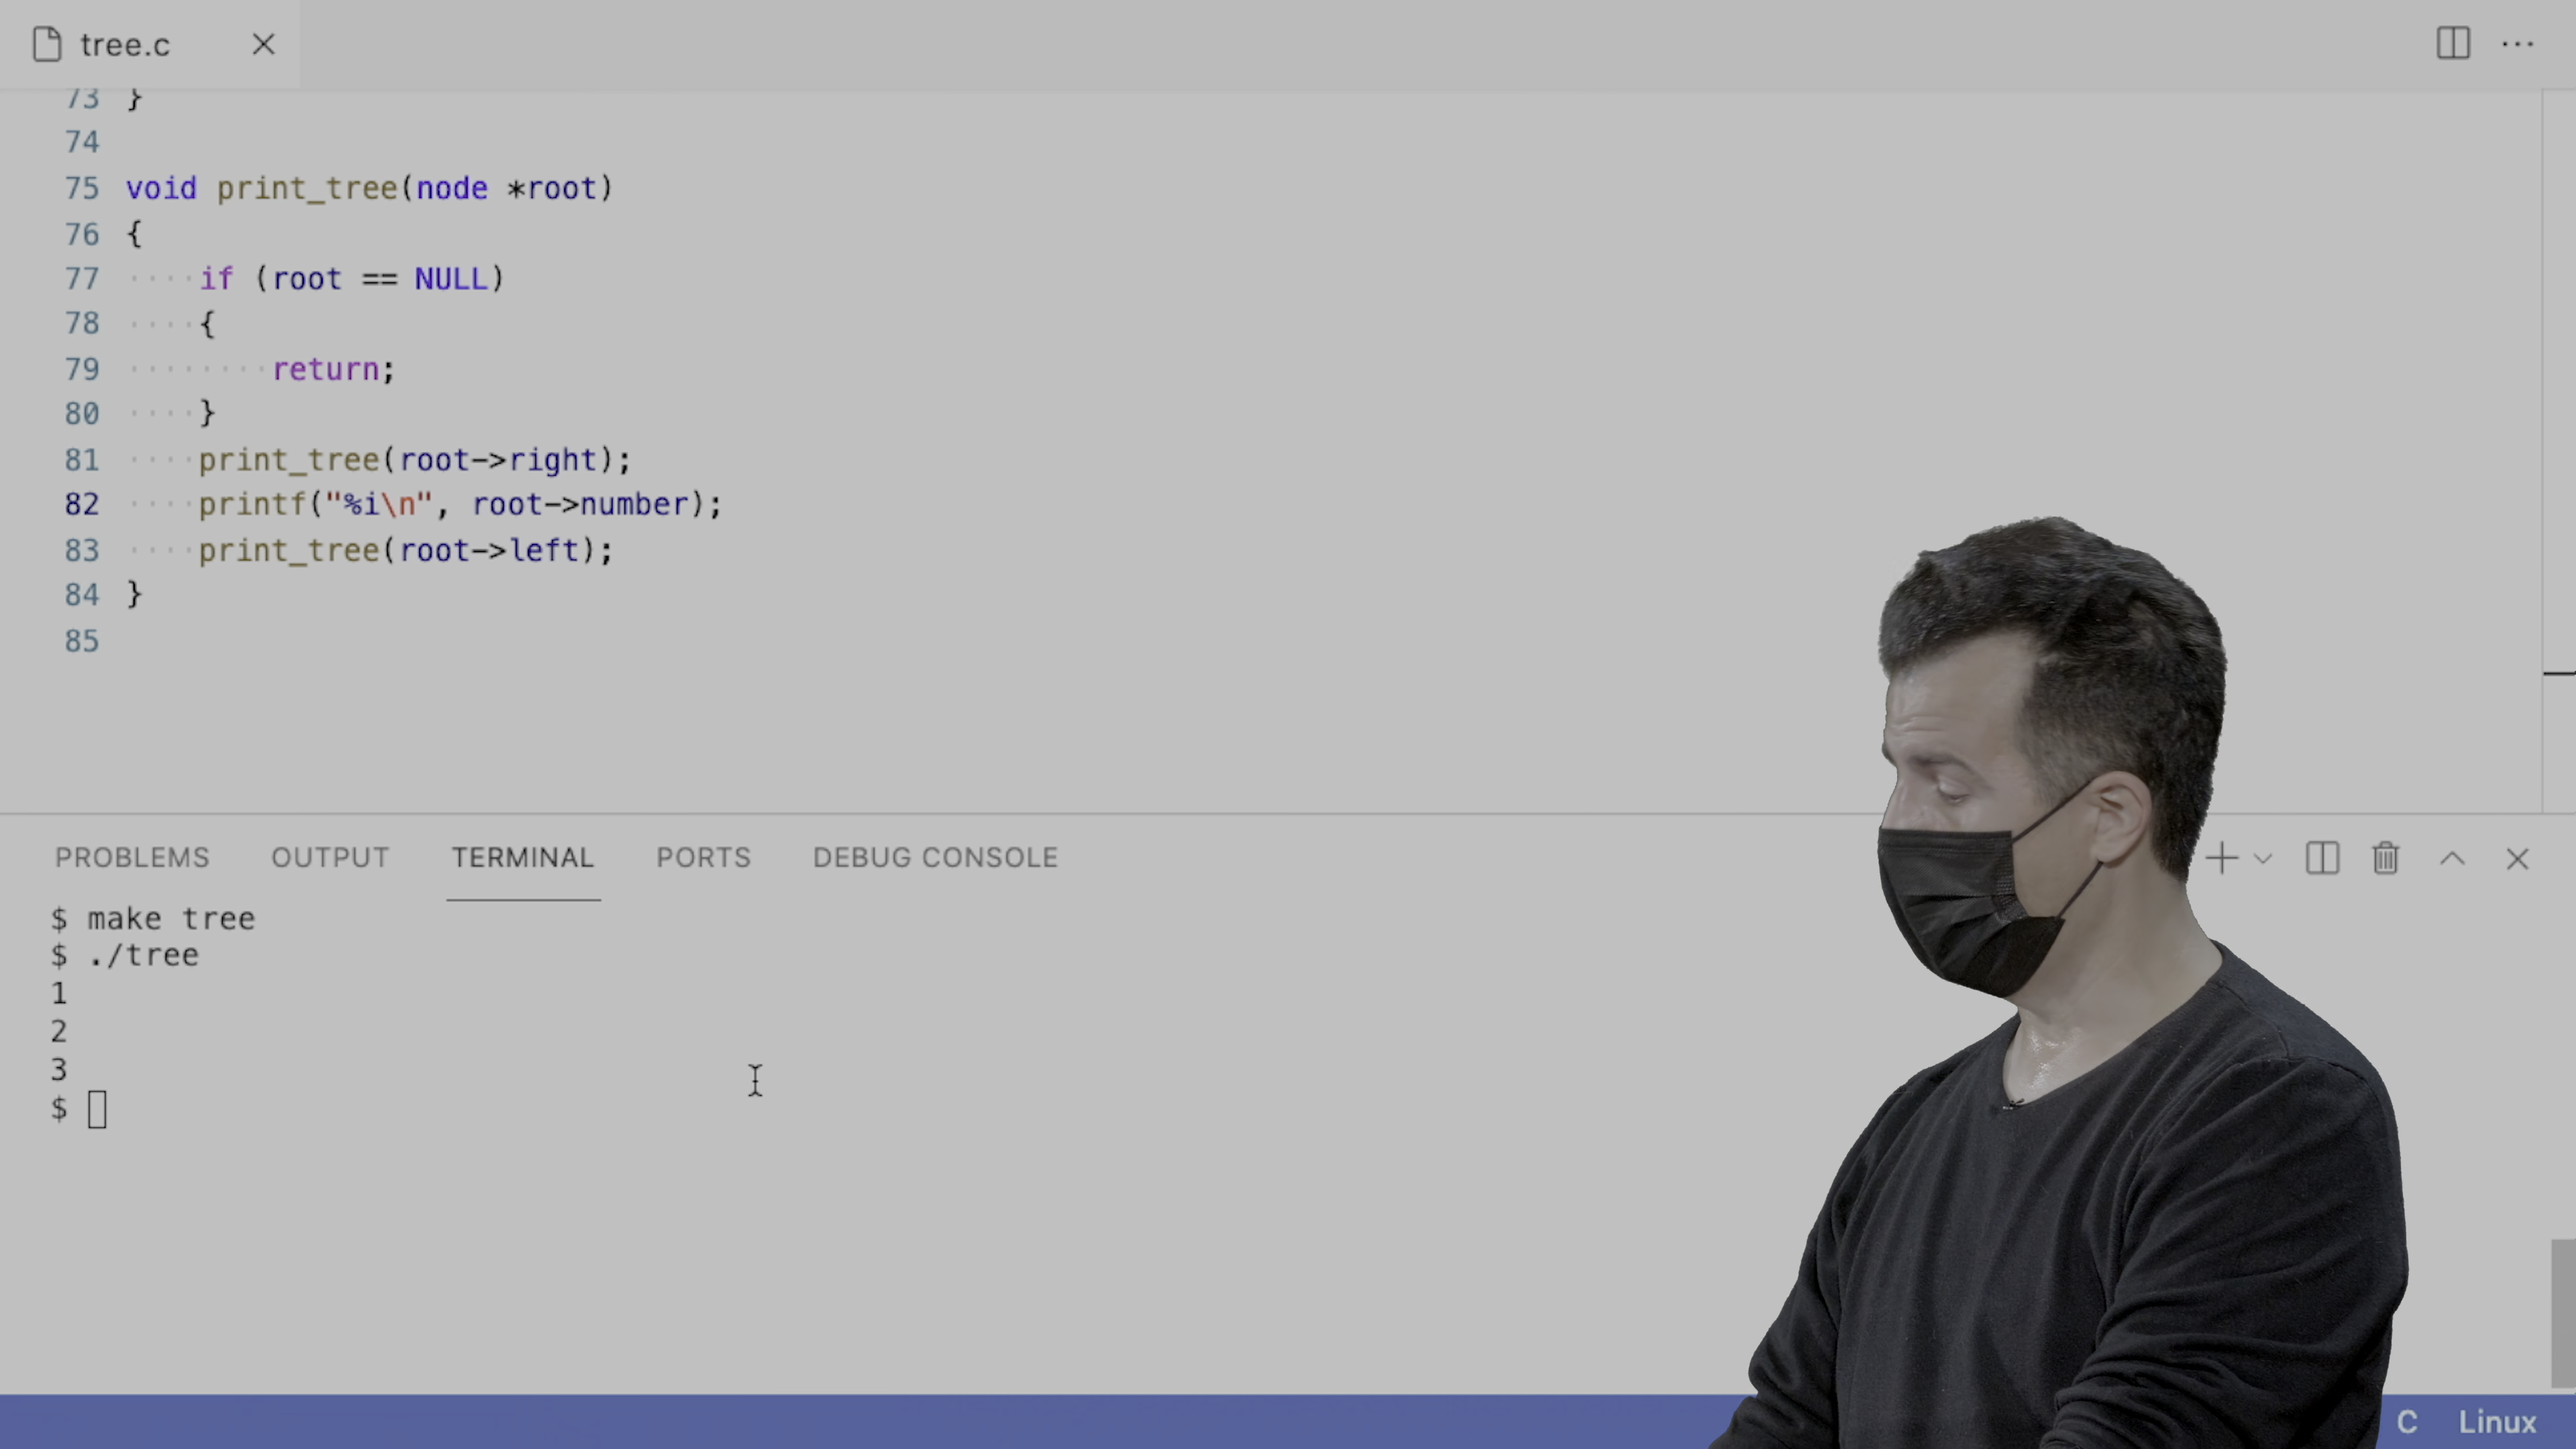 tree.c
73 }
74
75 void print_tree(node *root)
76 {
77 ····if (root == NULL)
78 ····{
79 ········return;
80 ····}
81 ····print_tree(root->right);
82 ····printf("%i\n", root->number);
83 ····print_tree(root->left);
84 }
85
PROBLEMS OUTPUT TERMINAL PORTS DEBUG CONSOLE
$ make tree
$ ./tree
1
2
3
$
C Linux